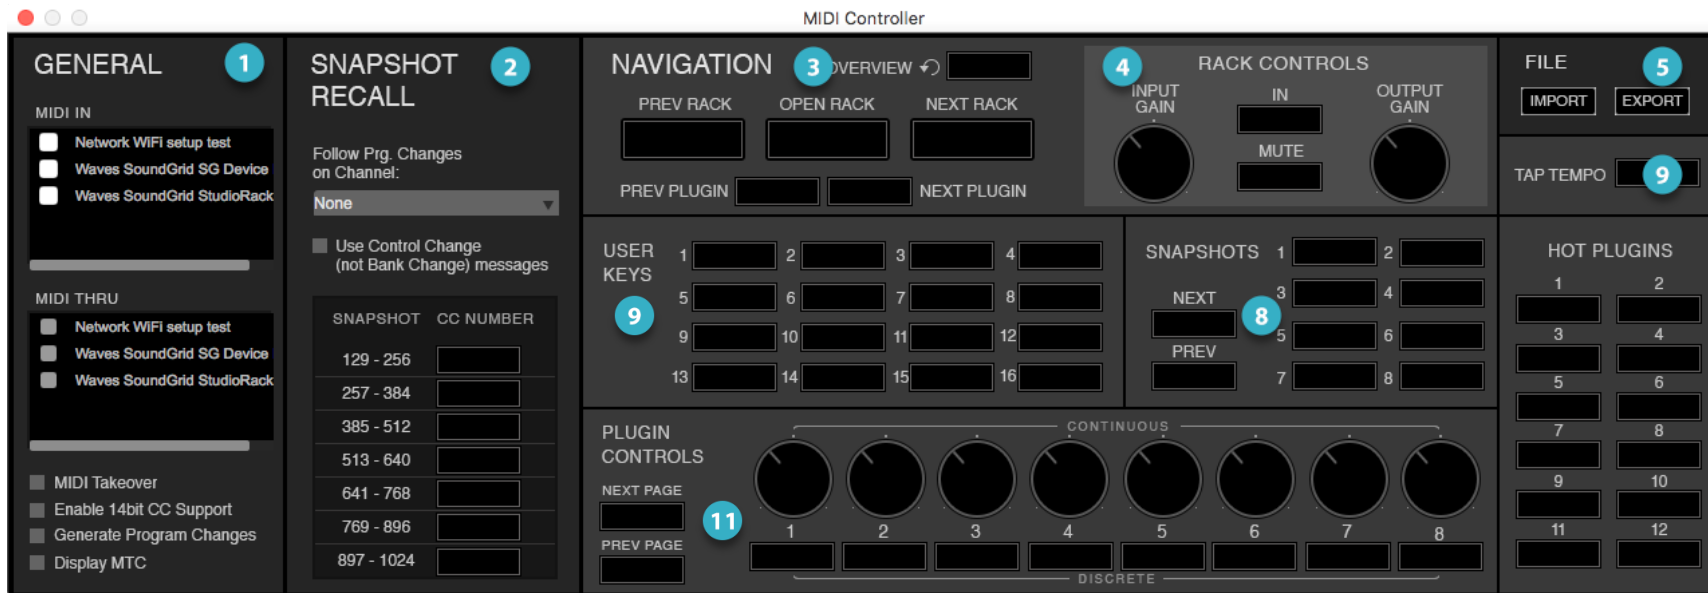 MIDI Controller
GENERAL
1
MIDI IN
Network WiFi setup test
Waves SoundGrid SG Device
Waves SoundGrid StudioRack
MIDI THRU
Network WiFi setup test
Waves SoundGrid SG Device
Waves SoundGrid StudioRack
MIDI Takeover
Enable 14bit CC Support
Generate Program Changes
Display MTC
SNAPSHOT
RECALL
2
Follow Prg. Changes
on Channel:
None
Use Control Change
(not Bank Change) messages
SNAPSHOT CC NUMBER
129 - 256
257 - 384
385 - 512
513 - 640
641 - 768
769 - 896
897 - 1024
NAVIGATION
3
OVERVIEW
PREV RACK OPEN RACK NEXT RACK
PREV PLUGIN NEXT PLUGIN
4
RACK CONTROLS
INPUT
GAIN
IN
MUTE
OUTPUT
GAIN
FILE
5
IMPORT EXPORT
TAP TEMPO
9
USER
KEYS
9
1 2 3 4
5 6 7 8
9 10 11 12
13 14 15 16
SNAPSHOTS
NEXT
PREV
8
1 2
3 4
5 6
7 8
HOT PLUGINS
1 2
3 4
5 6
7 8
9 10
11 12
PLUGIN
CONTROLS
NEXT PAGE
PREV PAGE
11
CONTINUOUS
1 2 3 4 5 6 7 8
DISCRETE